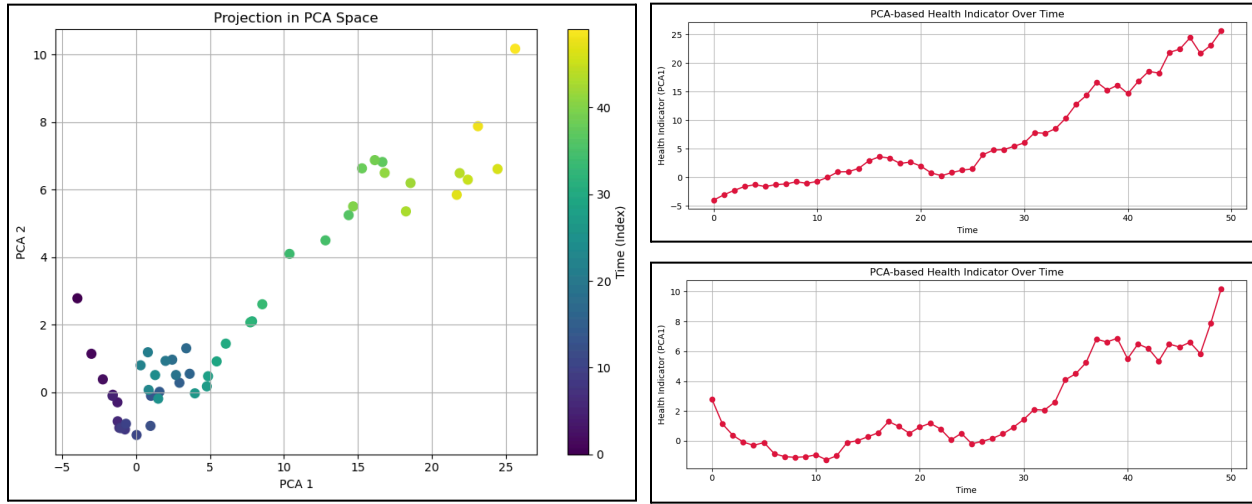 Projection in PCA Space
PCA 2
10
8
6
4
2
0
−5 0 5 10 15 20 25
PCA 1
Time (Index)
40
30
20
10
0
PCA-based Health Indicator Over Time
Health Indicator (PCA1)
25
20
15
10
5
0
−5
0 10 20 30 40 50
Time
PCA-based Health Indicator Over Time
Health Indicator (PCA1)
10
8
6
4
2
0
0 10 20 30 40 50
Time